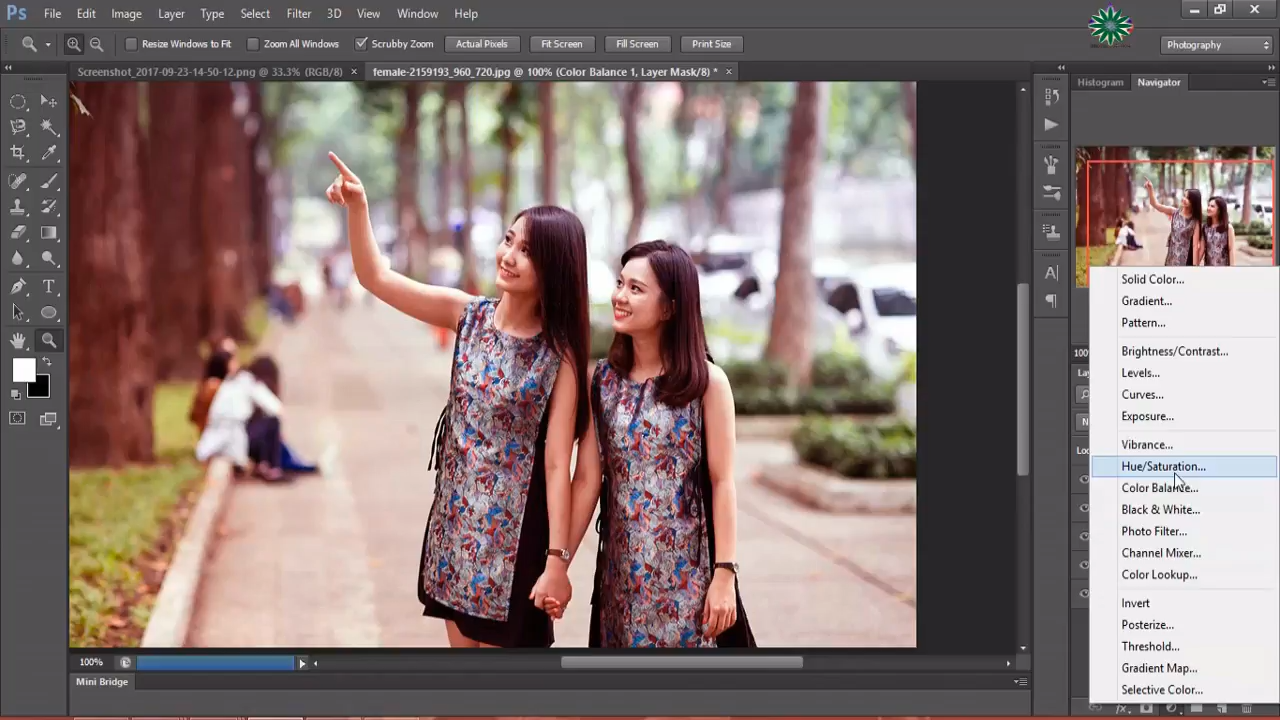 Ps File Edit Image Layer Type Select Filter 3D View Window Help
Resize Windows to Fit Zoom All Windows Scrubby Zoom Actual Pixels Fit Screen Fill Screen Print Size Photography
Screenshot_2017-09-23-14-50-12.png @ 33.3% (RGB/8) × female-2159193_960_720.jpg @ 100% (Color Balance 1, Layer Mask/8) * ×
Histogram Navigator
Solid Color...
Gradient...
Pattern...
Brightness/Contrast...
Levels...
Curves...
Exposure...
Vibrance...
Hue/Saturation...
Color Balance...
Black & White...
Photo Filter...
Channel Mixer...
Color Lookup...
Invert
Posterize...
Threshold...
Gradient Map...
Selective Color...
100%
Mini Bridge